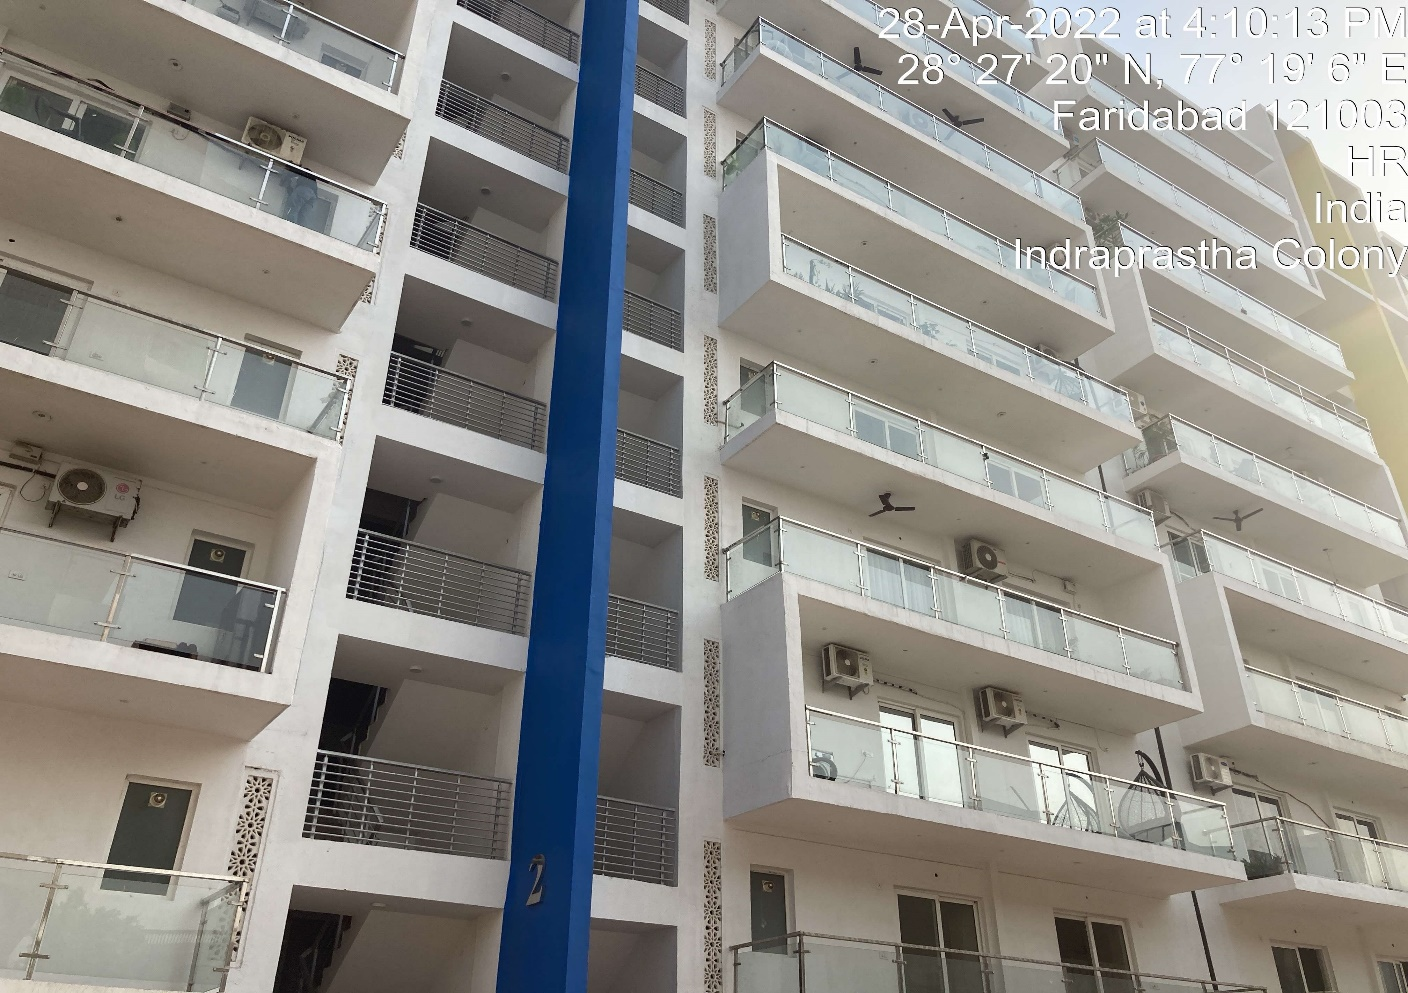 28-Apr-2022 at 4:10:13 PM
28° 27' 20" N, 77° 19' 6" E
Faridabad 121003
HR
India
Indraprastha Colony
LG
2